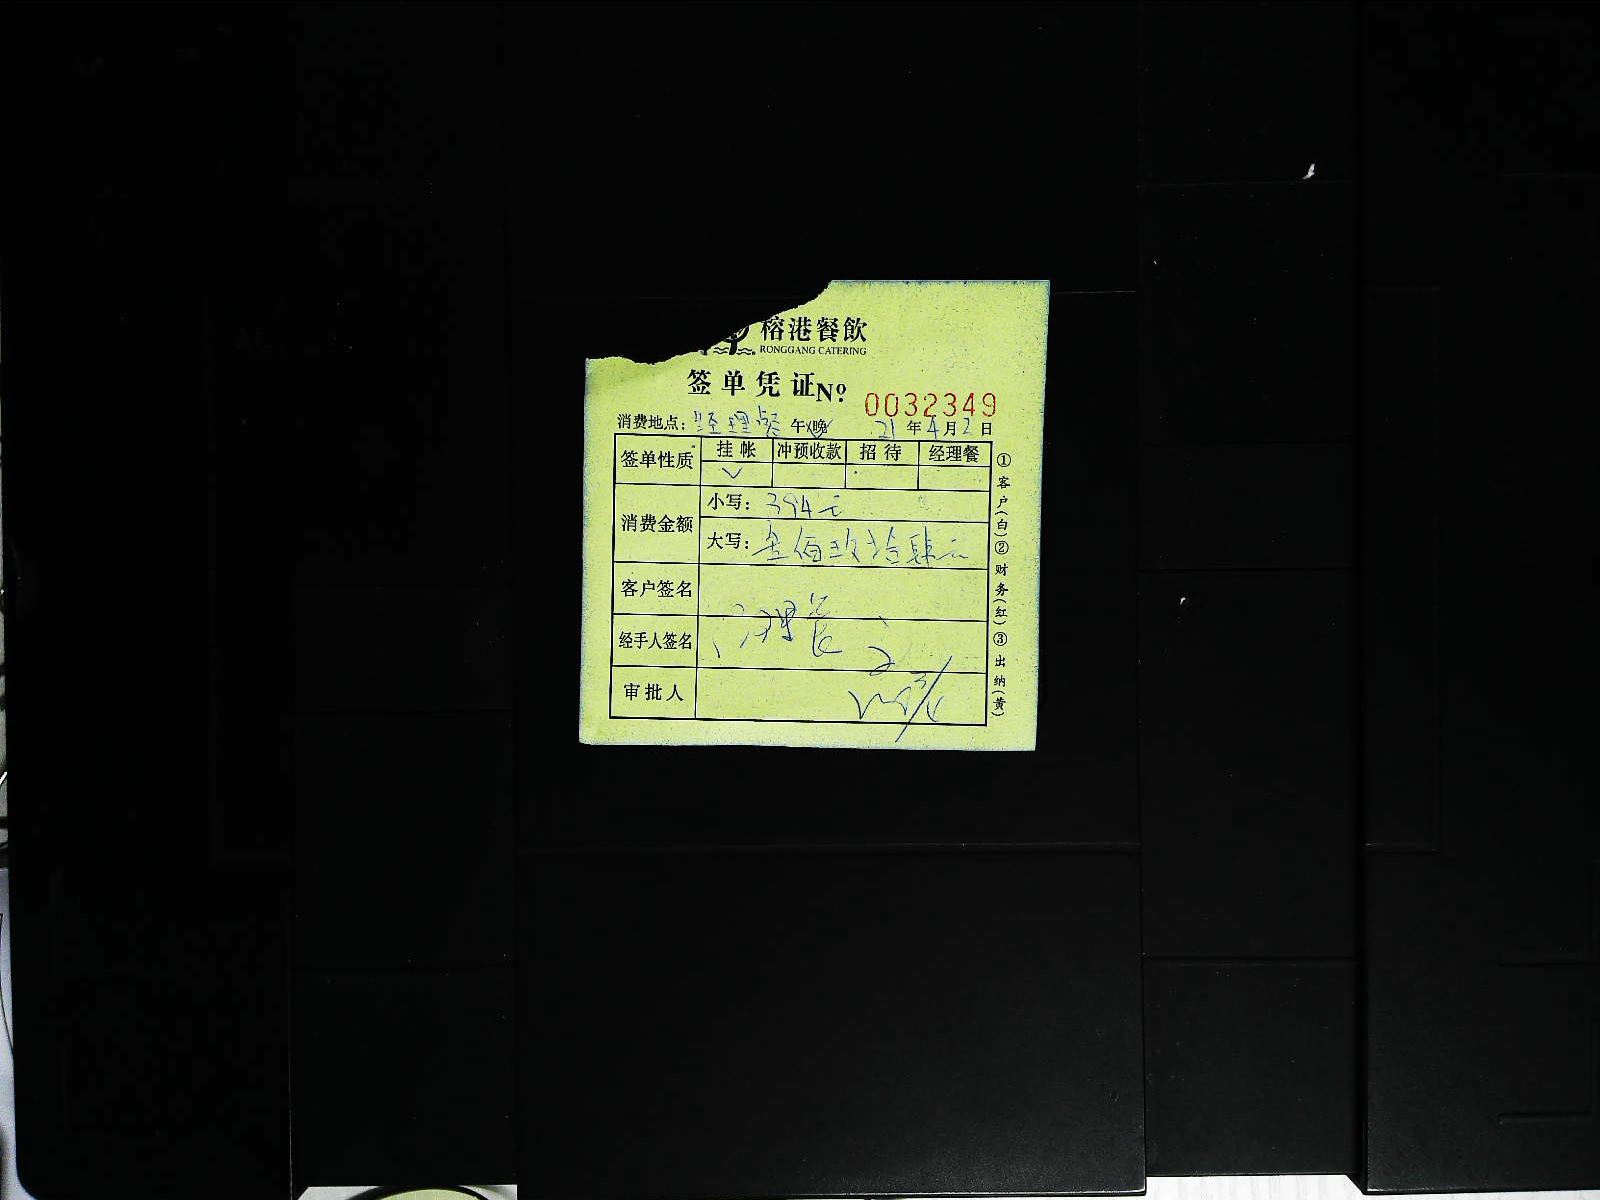 榕港餐飲
RONGGANG CATERING
签单凭证 No: 0032349
消费地点: 经理餐 午 晚 21年4月2日
签单性质 挂帐 冲预收款 招待 经理餐
✓
消费金额 小写: 394元
大写: 叁佰玖拾肆元
客户签名
经手人签名
审批人
①客户(白)②财务(红)③出纳(黄)